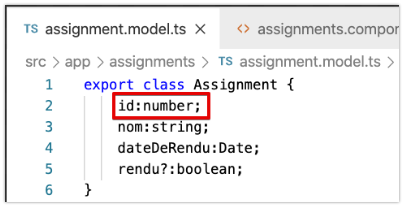 TS assignment.model.ts × <> assignments.compor
src > app > assignments > TS assignment.model.ts >
1 export class Assignment {
2 id:number;
3 nom:string;
4 dateDeRendu:Date;
5 rendu?:boolean;
6 }